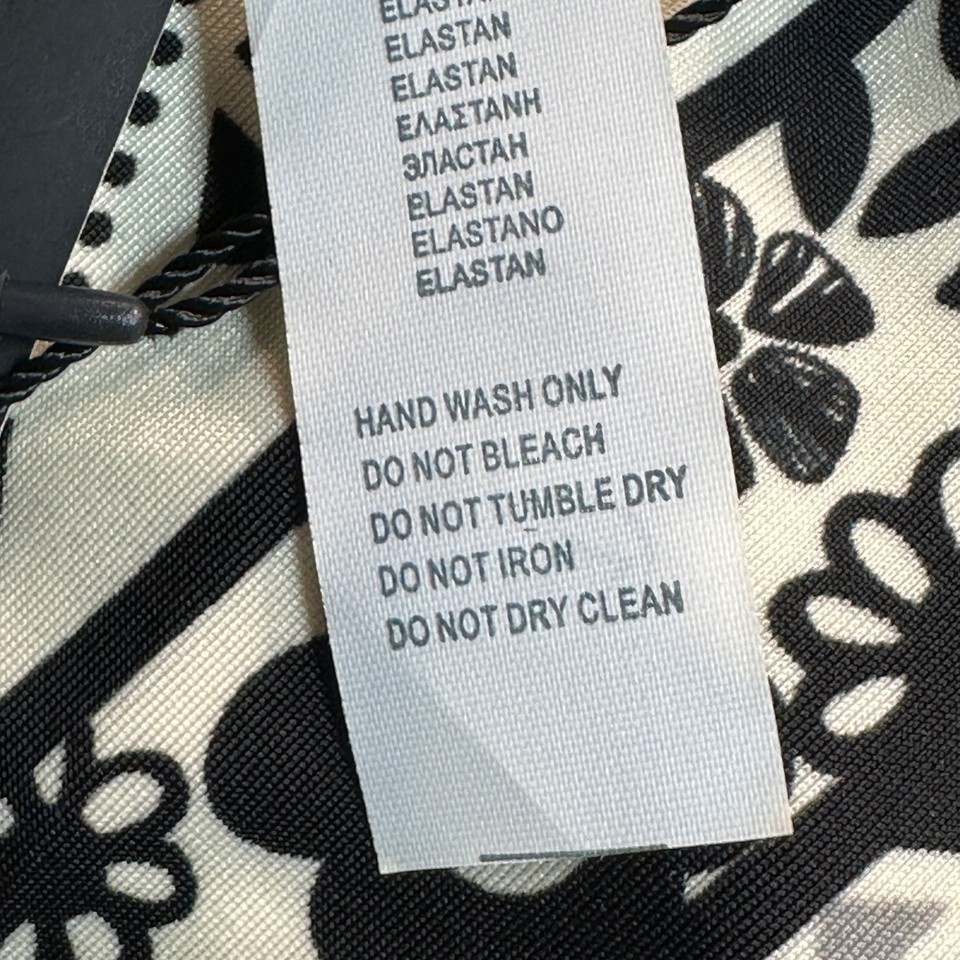 ELASTAN
ELASTAN
ΕΛΑΣΤΑΝΗ
ЭЛАСТАН
ELASTAN
ELASTANO
ELASTAN
HAND WASH ONLY
DO NOT BLEACH
DO NOT TUMBLE DRY
DO NOT IRON
DO NOT DRY CLEAN